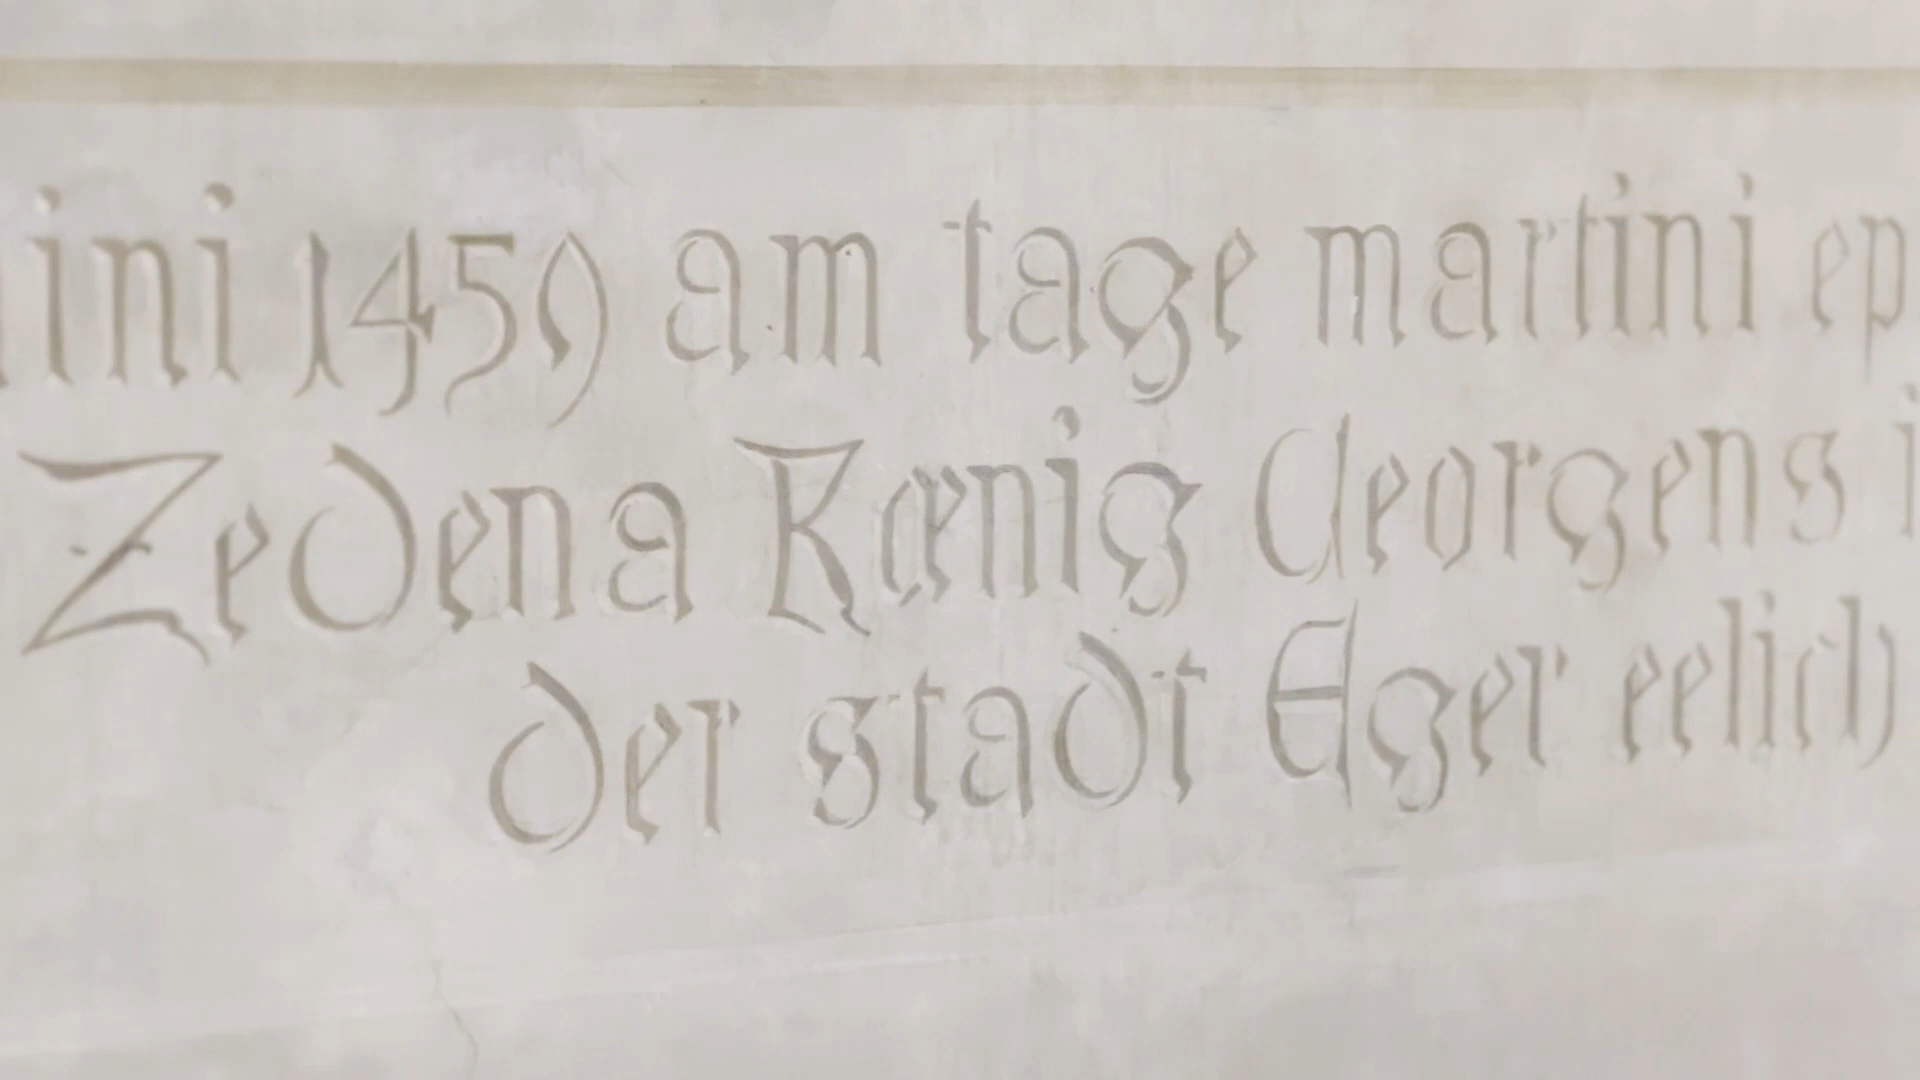 ini 1459 am tage martini ep
Zedena Kœnig Georgens i
der stadt Eger eelich